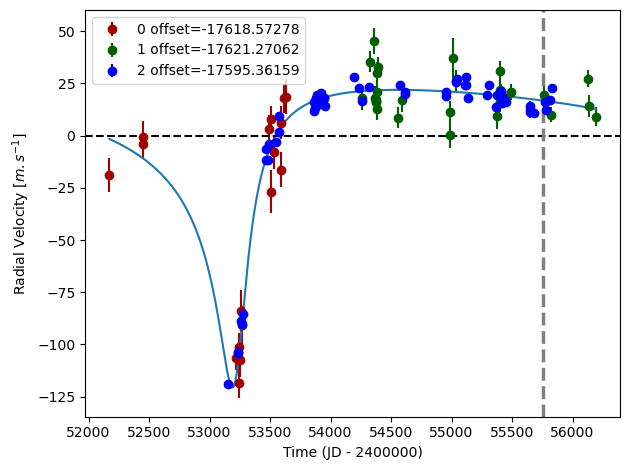 0 offset=-17618.57278
1 offset=-17621.27062
2 offset=-17595.36159
50
25
0
−25
−50
−75
−100
−125
Radial Velocity [m.s⁻¹]
52000 52500 53000 53500 54000 54500 55000 55500 56000
Time (JD - 2400000)